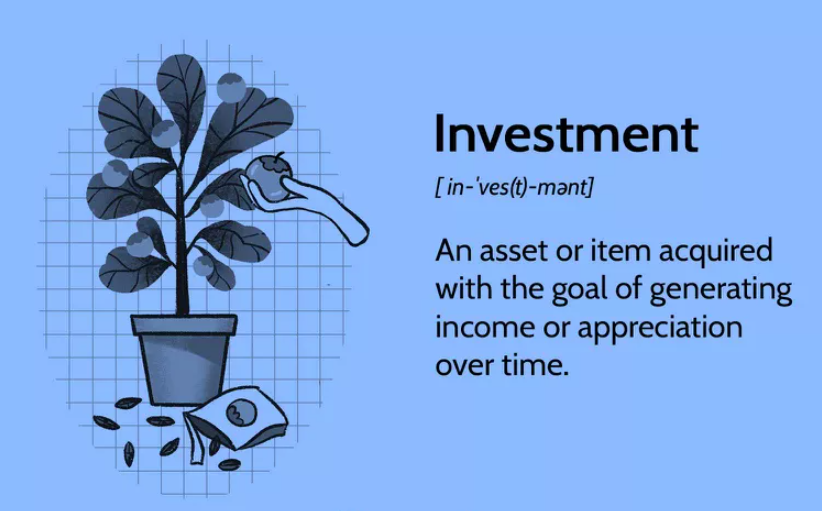 Investment
[ in-ˈves(t)-mənt]
An asset or item acquired
with the goal of generating
income or appreciation
over time.